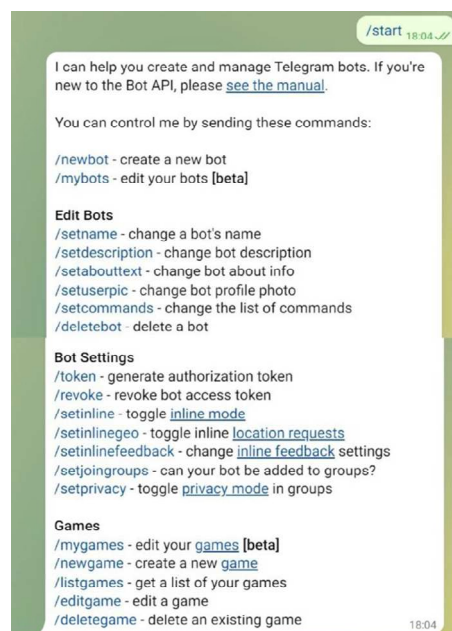 /start 18:04
I can help you create and manage Telegram bots. If you're
new to the Bot API, please see the manual.
You can control me by sending these commands:
/newbot - create a new bot
/mybots - edit your bots [beta]
Edit Bots
/setname - change a bot's name
/setdescription - change bot description
/setabouttext - change bot about info
/setuserpic - change bot profile photo
/setcommands - change the list of commands
/deletebot - delete a bot
Bot Settings
/token - generate authorization token
/revoke - revoke bot access token
/setinline - toggle inline mode
/setinlinegeo - toggle inline location requests
/setinlinefeedback - change inline feedback settings
/setjoingroups - can your bot be added to groups?
/setprivacy - toggle privacy mode in groups
Games
/mygames - edit your games [beta]
/newgame - create a new game
/listgames - get a list of your games
/editgame - edit a game
/deletegame - delete an existing game
18:04